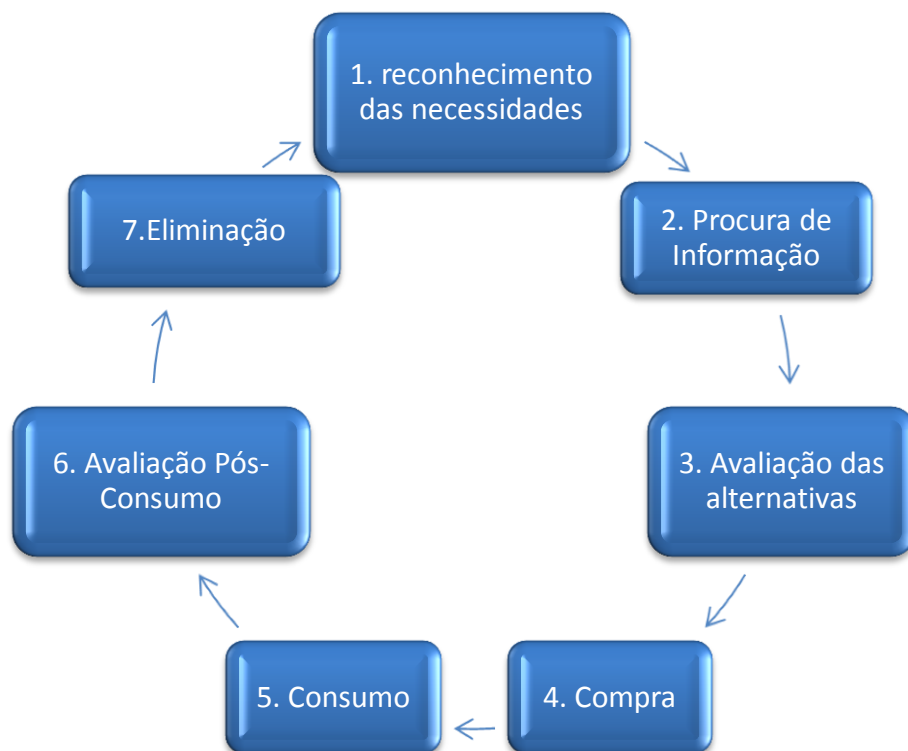 1. reconhecimento
das necessidades
2. Procura de
Informação
3. Avaliação das
alternativas
4. Compra
5. Consumo
6. Avaliação Pós-
Consumo
7.Eliminação